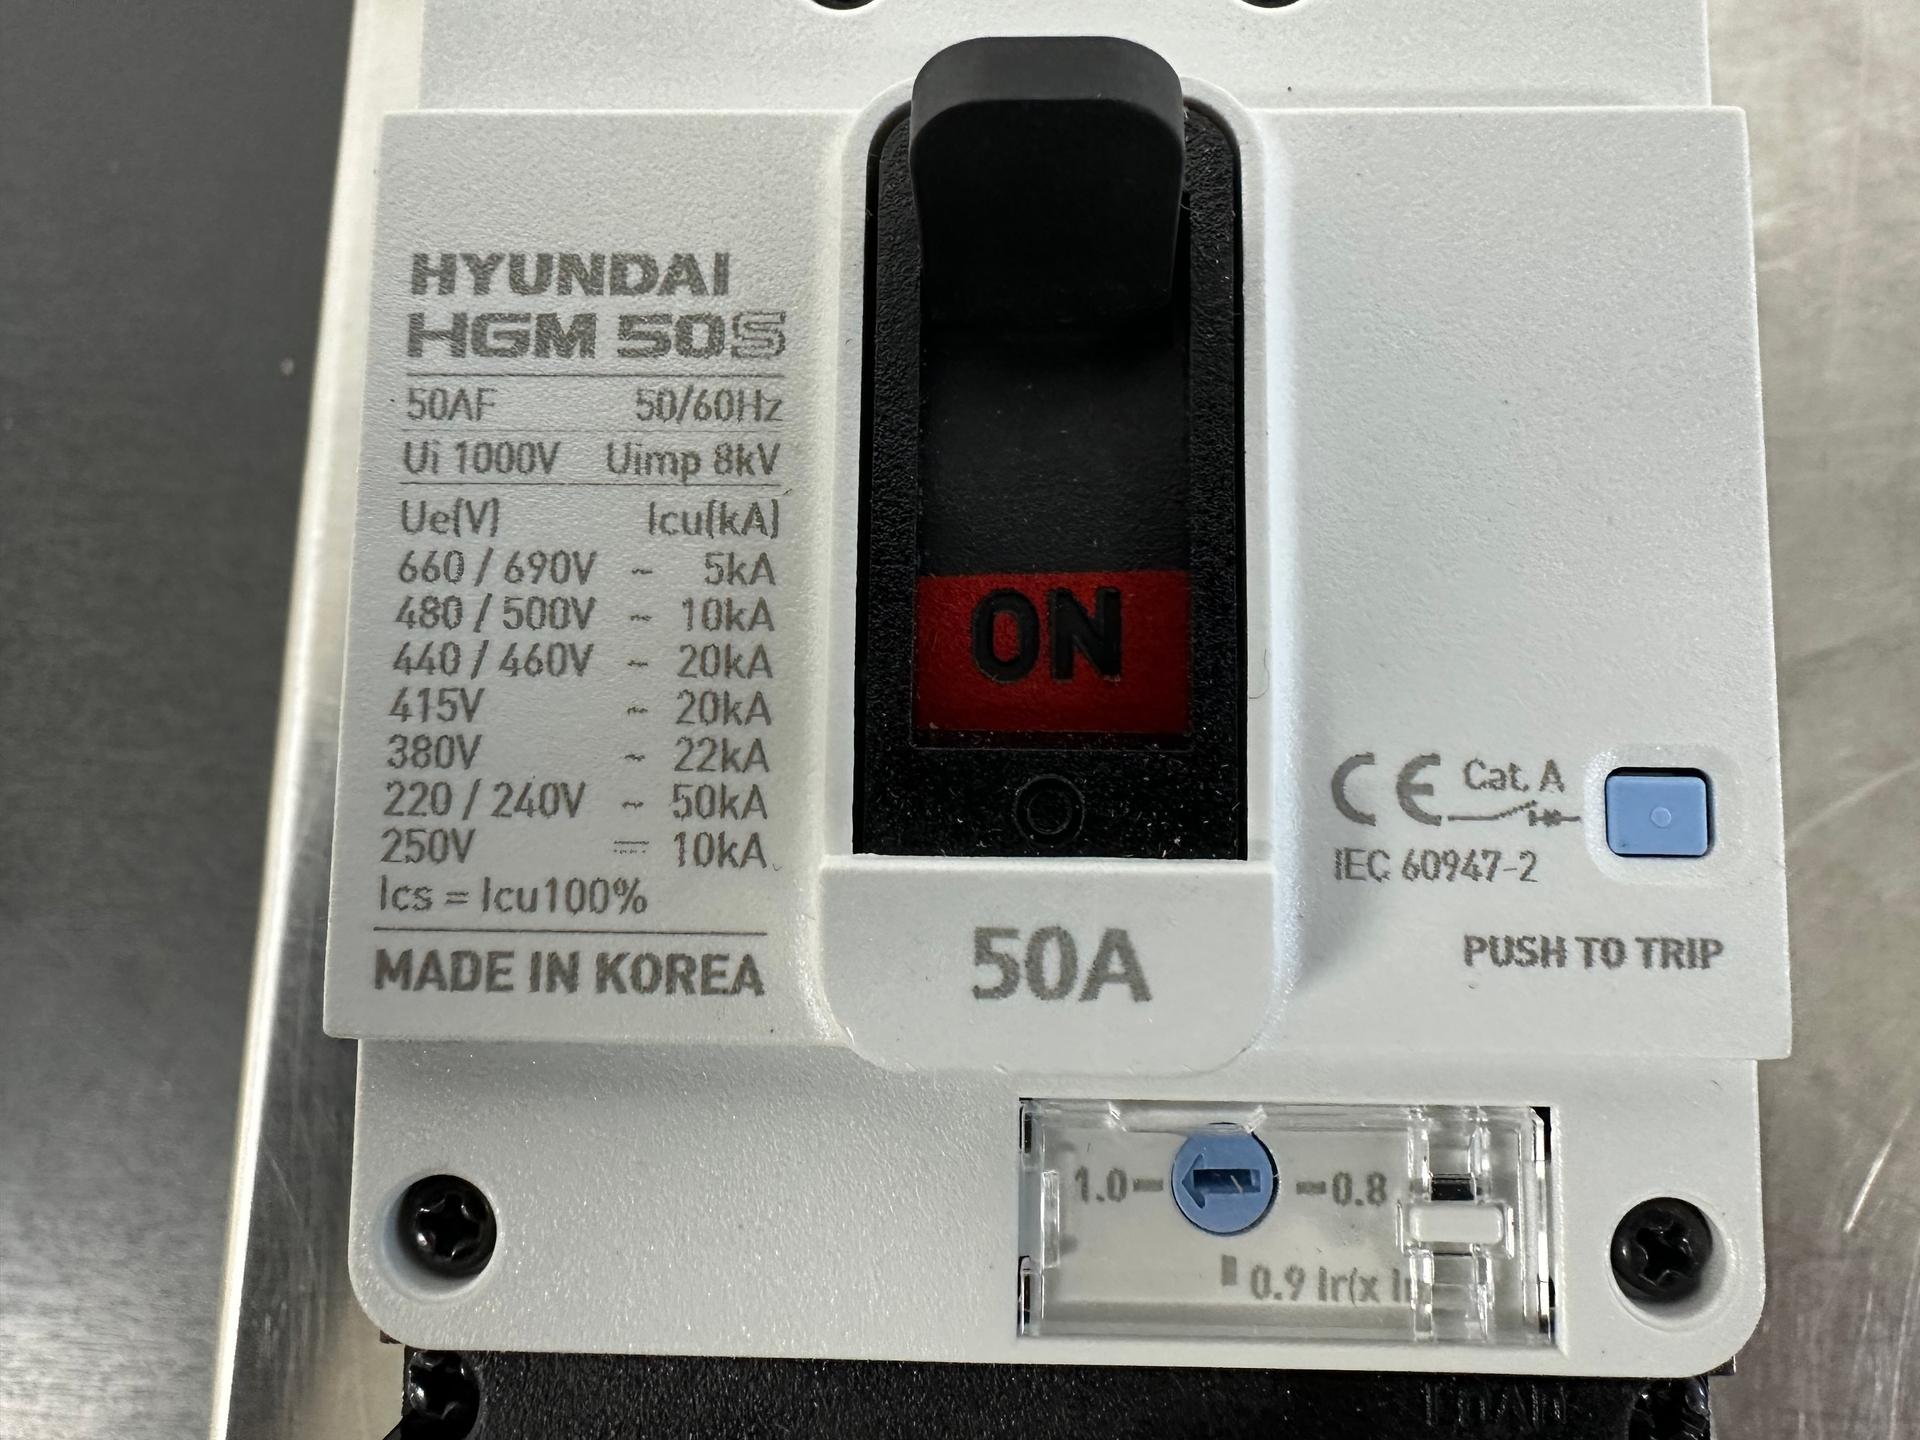 HYUNDAI
HGM 50S
50AF 50/60Hz
Ui 1000V Uimp 8kV
Ue(V) Icu(kA)
660 / 690V ~ 5kA
480 / 500V ~ 10kA
440 / 460V ~ 20kA
415V ~ 20kA
380V ~ 22kA
220 / 240V ~ 50kA
250V ⎓ 10kA
Ics = Icu100%
MADE IN KOREA
ON
50A
CE Cat. A
IEC 60947-2
PUSH TO TRIP
1.0 0.8
0.9 Ir(x